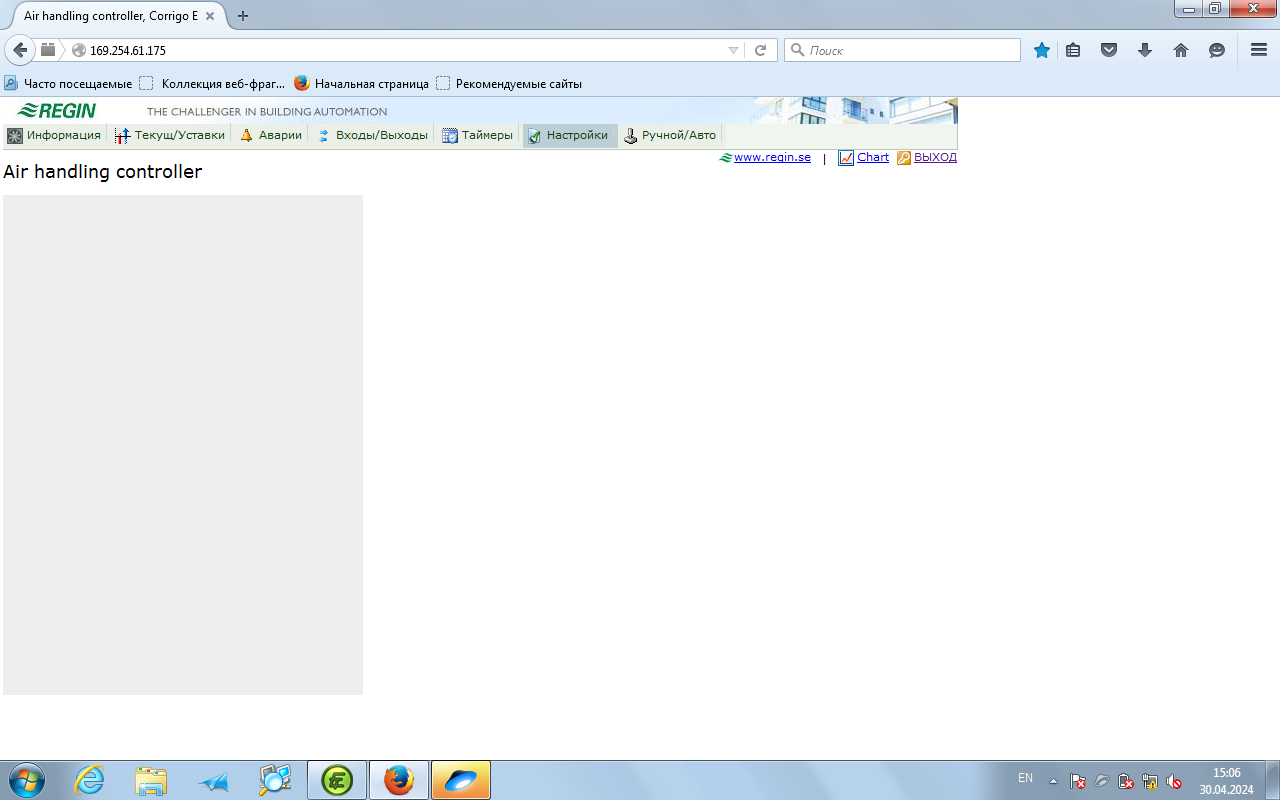 Air handling controller, Corrigo E
169.254.61.175
Поиск
Часто посещаемые Коллекция веб-фраг... Начальная страница Рекомендуемые сайты
REGIN THE CHALLENGER IN BUILDING AUTOMATION
Информация Текущ/Уставки Аварии Входы/Выходы Таймеры Настройки Ручной/Авто
www.regin.se | Chart ВЫХОД
Air handling controller
EN
15:06
30.04.2024